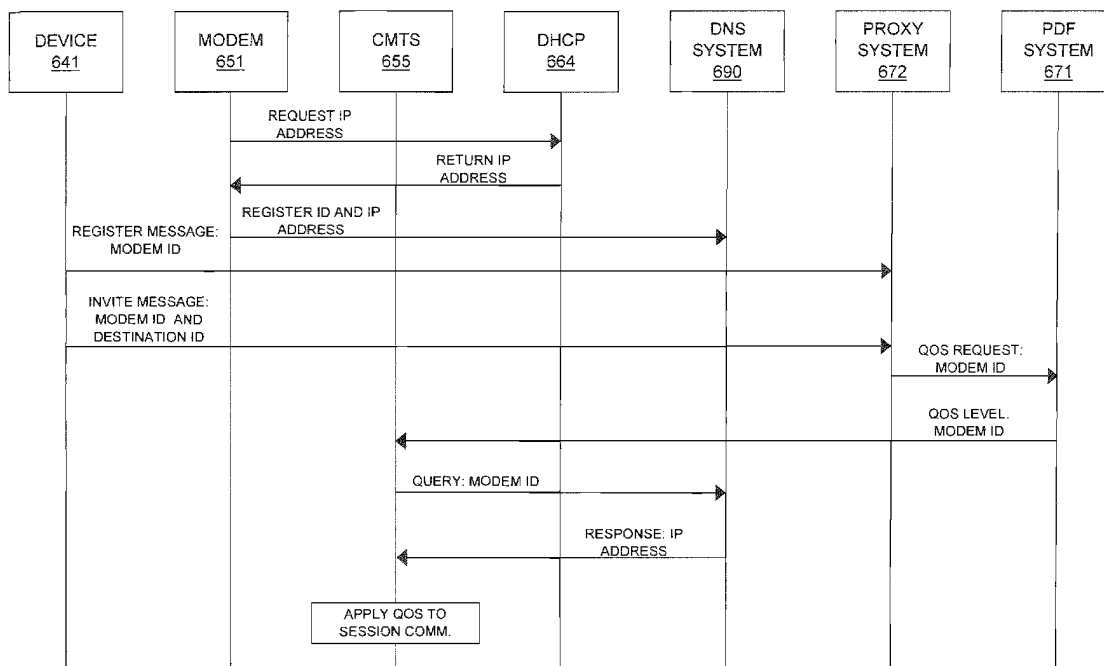 DEVICE
641
MODEM
651
CMTS
655
DHCP
664
DNS
SYSTEM
690
PROXY
SYSTEM
672
PDF
SYSTEM
671
REQUEST IP
ADDRESS
RETURN IP
ADDRESS
REGISTER ID AND IP
ADDRESS
REGISTER MESSAGE:
MODEM ID
INVITE MESSAGE:
MODEM ID AND
DESTINATION ID
QOS REQUEST:
MODEM ID
QOS LEVEL.
MODEM ID
QUERY: MODEM ID
RESPONSE: IP
ADDRESS
APPLY QOS TO
SESSION COMM.